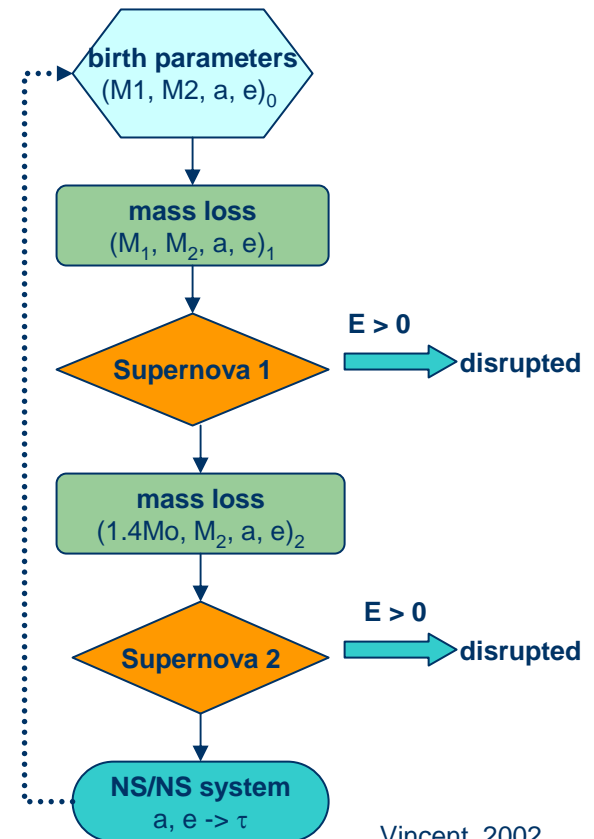 birth parameters
(M1, M2, a, e)₀
mass loss
(M₁, M₂, a, e)₁
E > 0
Supernova 1
disrupted
mass loss
(1.4Mo, M₂, a, e)₂
E > 0
Supernova 2
disrupted
NS/NS system
a, e -> τ
Vincent, 2002